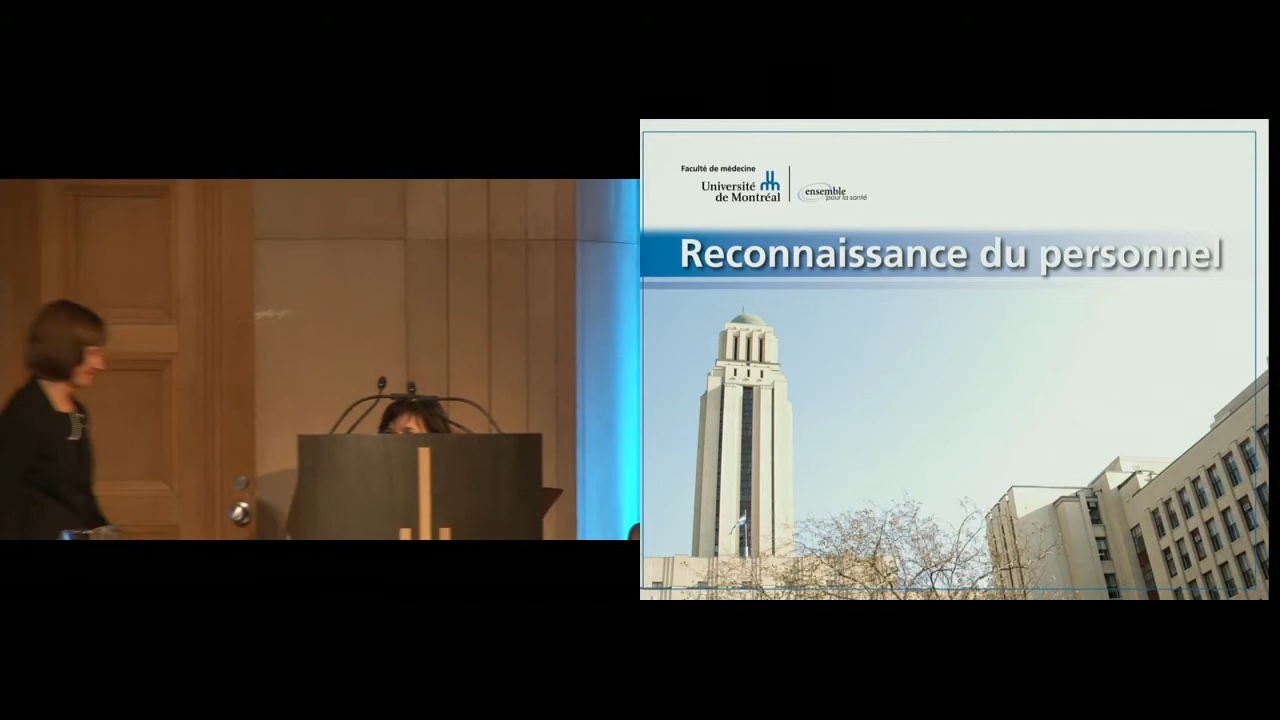 Faculté de médecine
Université
de Montréal
ensemble
pour la santé
Reconnaissance du personnel